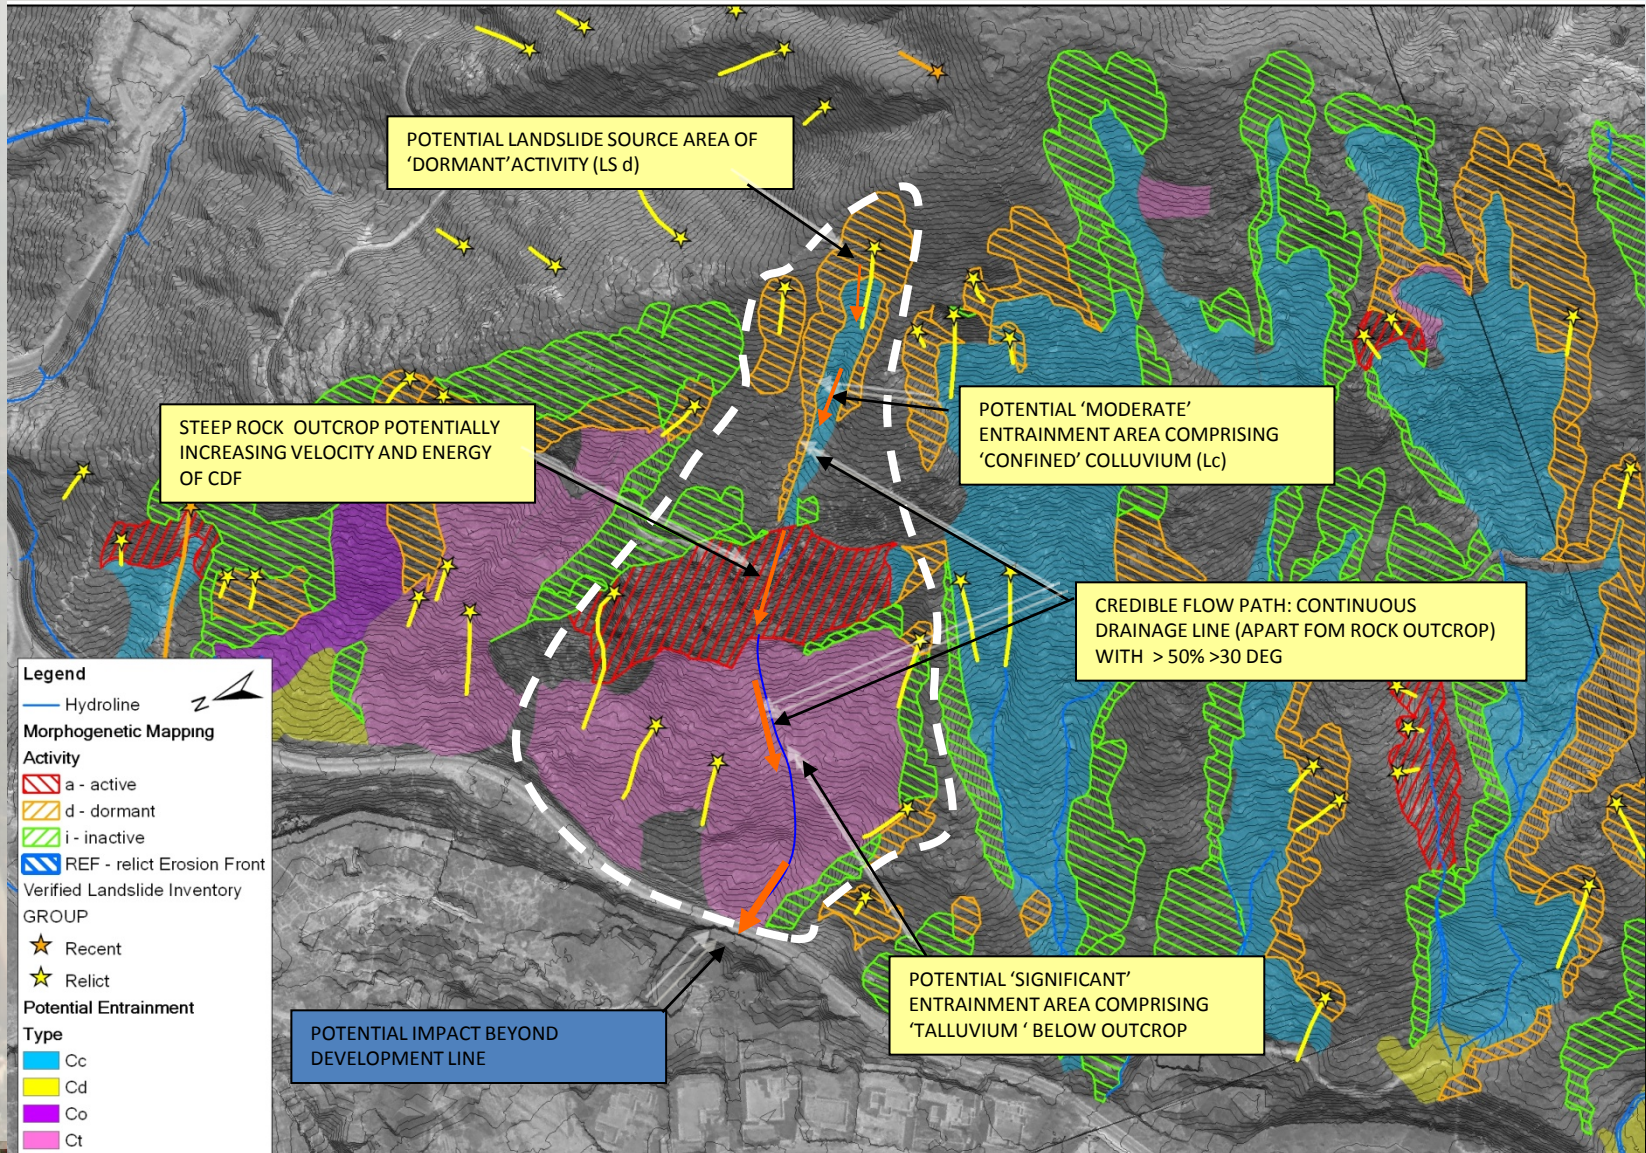 POTENTIAL LANDSLIDE SOURCE AREA OF
‘DORMANT’ACTIVITY (LS d)
STEEP ROCK OUTCROP POTENTIALLY
INCREASING VELOCITY AND ENERGY
OF CDF
POTENTIAL ‘MODERATE’
ENTRAINMENT AREA COMPRISING
‘CONFINED’ COLLUVIUM (Lc)
CREDIBLE FLOW PATH: CONTINUOUS
DRAINAGE LINE (APART FOM ROCK OUTCROP)
WITH > 50% >30 DEG
POTENTIAL ‘SIGNIFICANT’
ENTRAINMENT AREA COMPRISING
‘TALLUVIUM ‘ BELOW OUTCROP
POTENTIAL IMPACT BEYOND
DEVELOPMENT LINE
Legend
Hydroline
N
Morphogenetic Mapping
Activity
a - active
d - dormant
i - inactive
REF - relict Erosion Front
Verified Landslide Inventory
GROUP
Recent
Relict
Potential Entrainment
Type
Cc
Cd
Co
Ct